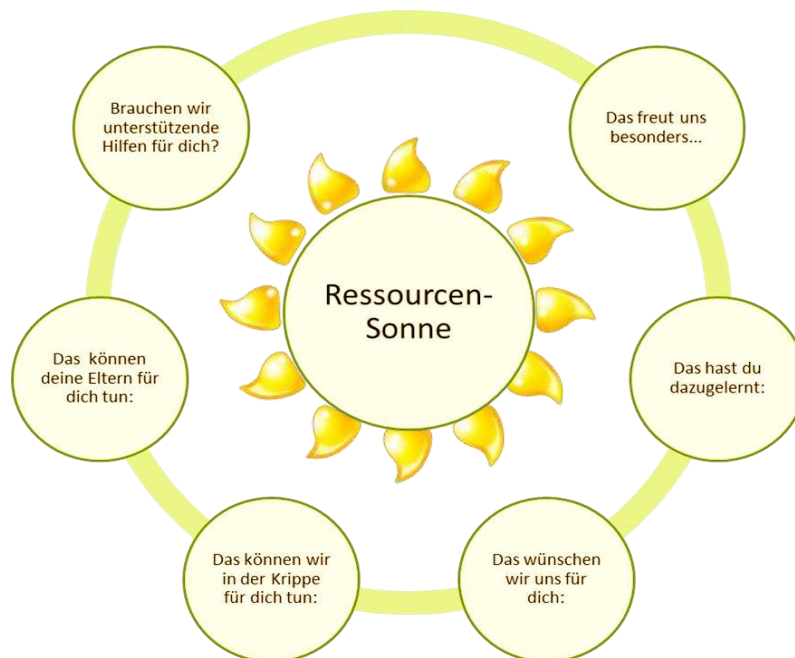 Brauchen wir
unterstützende
Hilfen für dich?
Das freut uns
besonders...
Ressourcen-
Sonne
Das können
deine Eltern für
dich tun:
Das hast du
dazugelernt:
Das können wir
in der Krippe
für dich tun:
Das wünschen
wir uns für
dich: